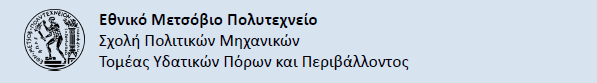 Εθνικό Μετσόβιο Πολυτεχνείο
Σχολή Πολιτικών Μηχανικών
Τομέας Υδατικών Πόρων και Περιβάλλοντος